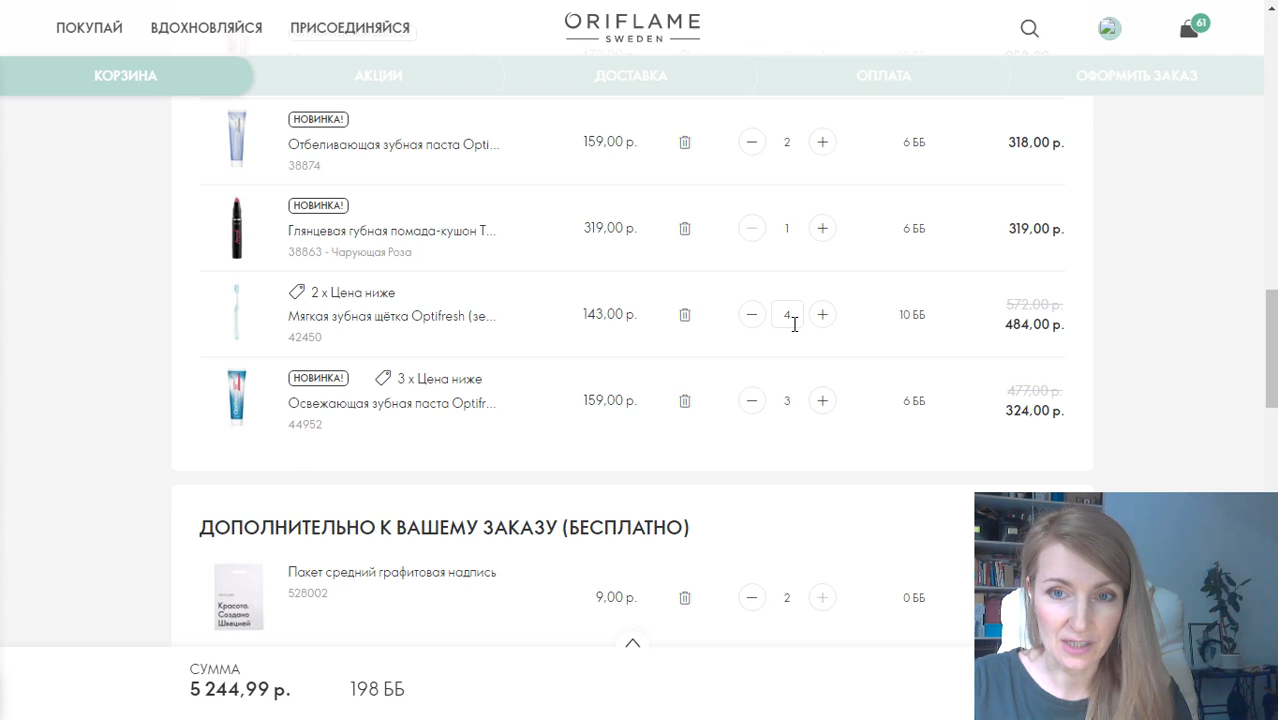 ПОКУПАЙ ВДОХНОВЛЯЙСЯ ПРИСОЕДИНЯЙСЯ
ORIFLAME
SWEDEN
61
КОРЗИНА АКЦИИ ДОСТАВКА ОПЛАТА ОФОРМИТЬ ЗАКАЗ
НОВИНКА!
Отбеливающая зубная паста Opti... 159,00 р. 2 6 ББ 318,00 р.
38874
НОВИНКА!
Глянцевая губная помада-кушон Т... 319,00 р. 1 6 ББ 319,00 р.
38863 - Чарующая Роза
2 x Цена ниже
Мягкая зубная щётка Optifresh (зе... 143,00 р. 4 10 ББ 572,00 р.
484,00 р.
42450
НОВИНКА! 3 x Цена ниже
Освежающая зубная паста Optifr... 159,00 р. 3 6 ББ 477,00 р.
324,00 р.
44952
ДОПОЛНИТЕЛЬНО К ВАШЕМУ ЗАКАЗУ (БЕСПЛАТНО)
Пакет средний графитовая надпись
528002
9,00 р. 2 0 ББ
Красота.
Создано
Швецией
СУММА
5 244,99 р. 198 ББ